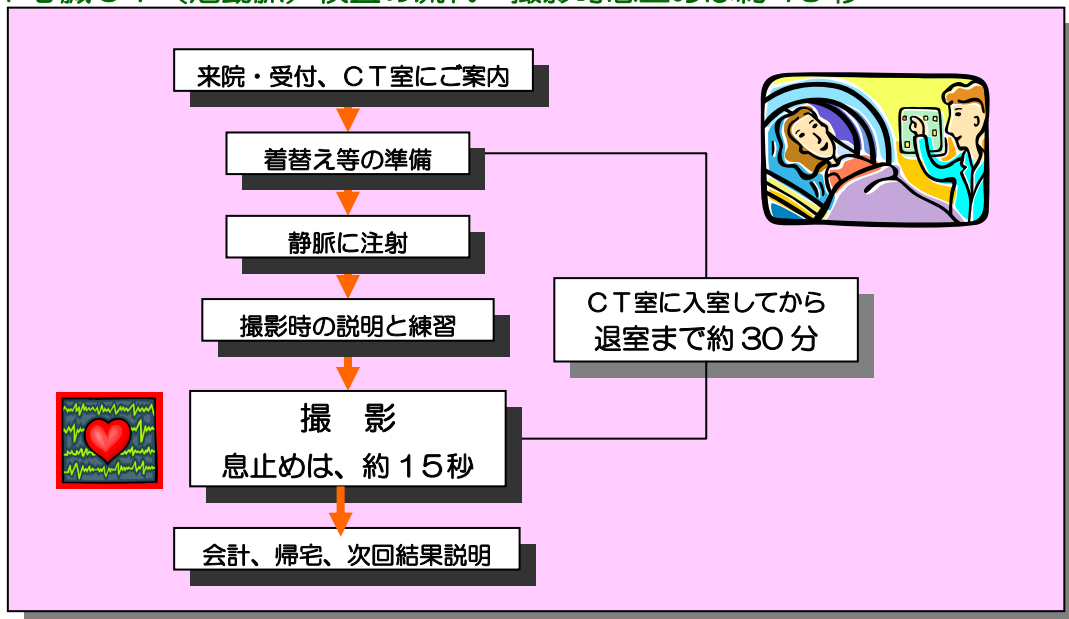 来院・受付、ＣＴ室にご案内
着替え等の準備
静脈に注射
撮影時の説明と練習
ＣＴ室に入室してから
退室まで約30分
撮　影
息止めは、約15秒
会計、帰宅、次回結果説明